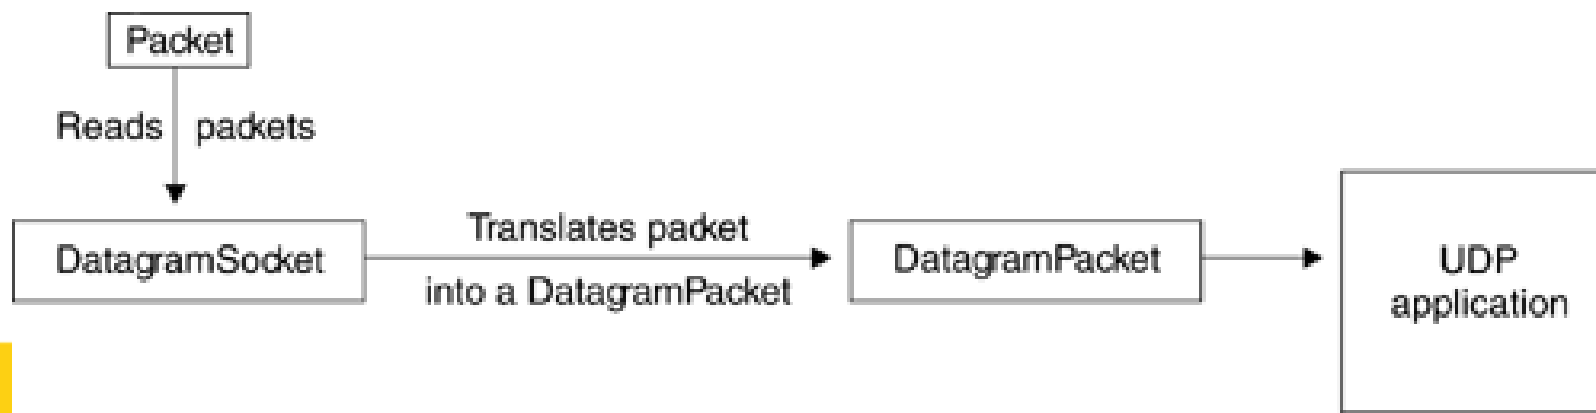 Packet
Reads packets
DatagramSocket
Translates packet
into a DatagramPacket
DatagramPacket
UDP
application